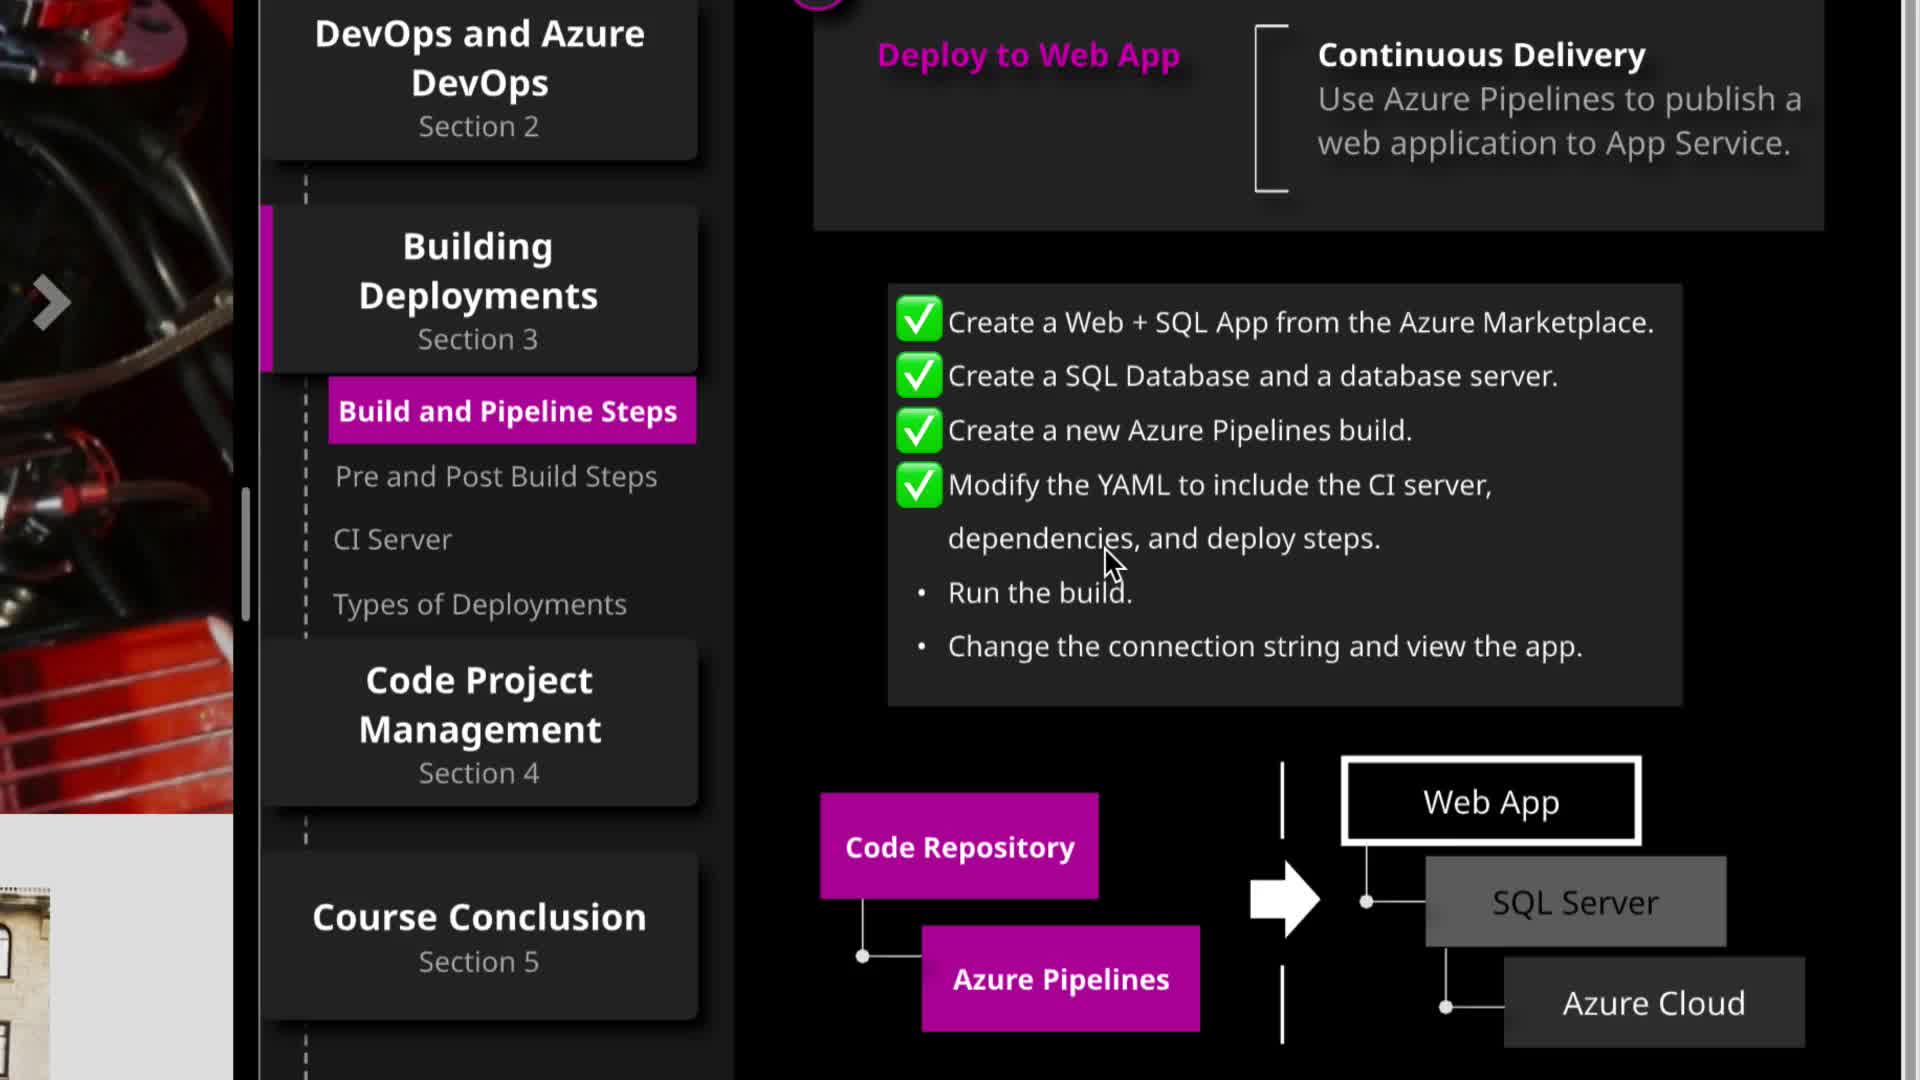 DevOps and Azure
DevOps
Section 2
Building
Deployments
Section 3
Build and Pipeline Steps
Pre and Post Build Steps
CI Server
Types of Deployments
Code Project
Management
Section 4
Course Conclusion
Section 5
Deploy to Web App
Continuous Delivery
Use Azure Pipelines to publish a
web application to App Service.
✅ Create a Web + SQL App from the Azure Marketplace.
✅ Create a SQL Database and a database server.
✅ Create a new Azure Pipelines build.
✅ Modify the YAML to include the CI server,
dependencies, and deploy steps.
• Run the build.
• Change the connection string and view the app.
Code Repository
Azure Pipelines
Web App
SQL Server
Azure Cloud